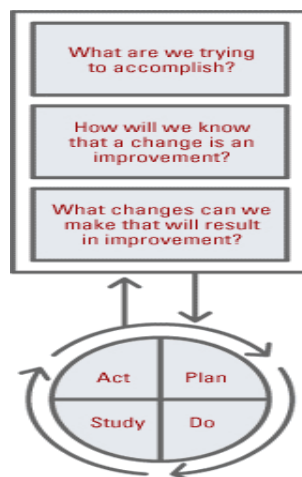 What are we trying
to accomplish?
How will we know
that a change is an
improvement?
What changes can we
make that will result
in improvement?
Act Plan
Study Do